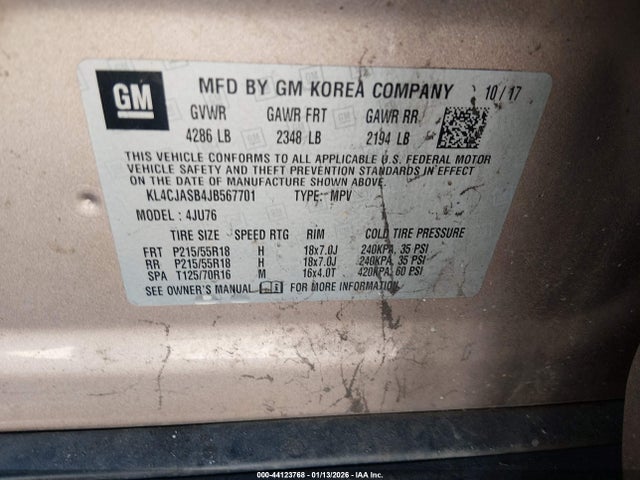 GM
MFD BY GM KOREA COMPANY 10/17
GVWR GAWR FRT GAWR RR
4286 LB 2348 LB 2194 LB
THIS VEHICLE CONFORMS TO ALL APPLICABLE U.S. FEDERAL MOTOR
VEHICLE SAFETY AND THEFT PREVENTION STANDARDS IN EFFECT
ON THE DATE OF MANUFACTURE SHOWN ABOVE.
KL4CJASB4JB567701 TYPE: MPV
MODEL : 4JU76
TIRE SIZE SPEED RTG RIM COLD TIRE PRESSURE
FRT P215/55R18 H 18x7.0J 240KPA, 35 PSI
RR P215/55R18 H 18x7.0J 240KPA, 35 PSI
SPA T125/70R16 M 16x4.0T 420KPA, 60 PSI
SEE OWNER'S MANUAL FOR MORE INFORMATION
000-44123768 - 01/13/2026 - IAA Inc.